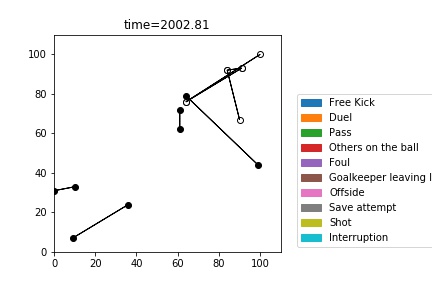 time=2002.81
100
80
60
40
20
0
0 20 40 60 80 100
Free Kick
Duel
Pass
Others on the ball
Foul
Goalkeeper leaving l
Offside
Save attempt
Shot
Interruption